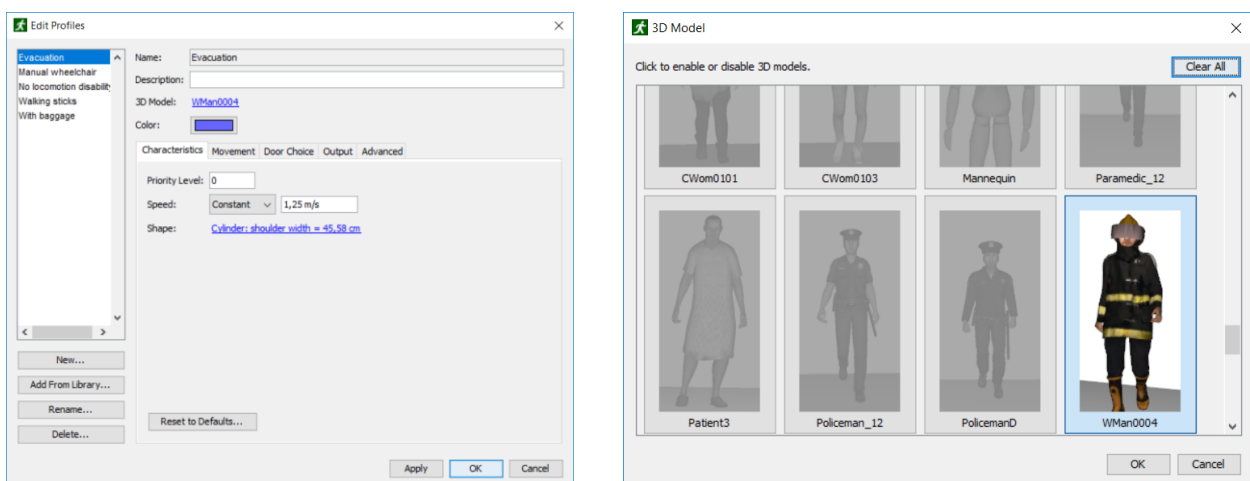 Edit Profiles
Evacuation
Manual wheelchair
No locomotion disability
Walking sticks
With baggage
New...
Add From Library...
Rename...
Delete...
Name: Evacuation
Description:
3D Model: WMan0004
Color:
Characteristics Movement Door Choice Output Advanced
Priority Level: 0
Speed: Constant 1,25 m/s
Shape: Cylinder: shoulder width = 45,58 cm
Reset to Defaults...
Apply OK Cancel
3D Model
Click to enable or disable 3D models. Clear All
CWom0101 CWom0103 Mannequin Paramedic_12
Patient3 Policeman_12 PolicemanD WMan0004
OK Cancel